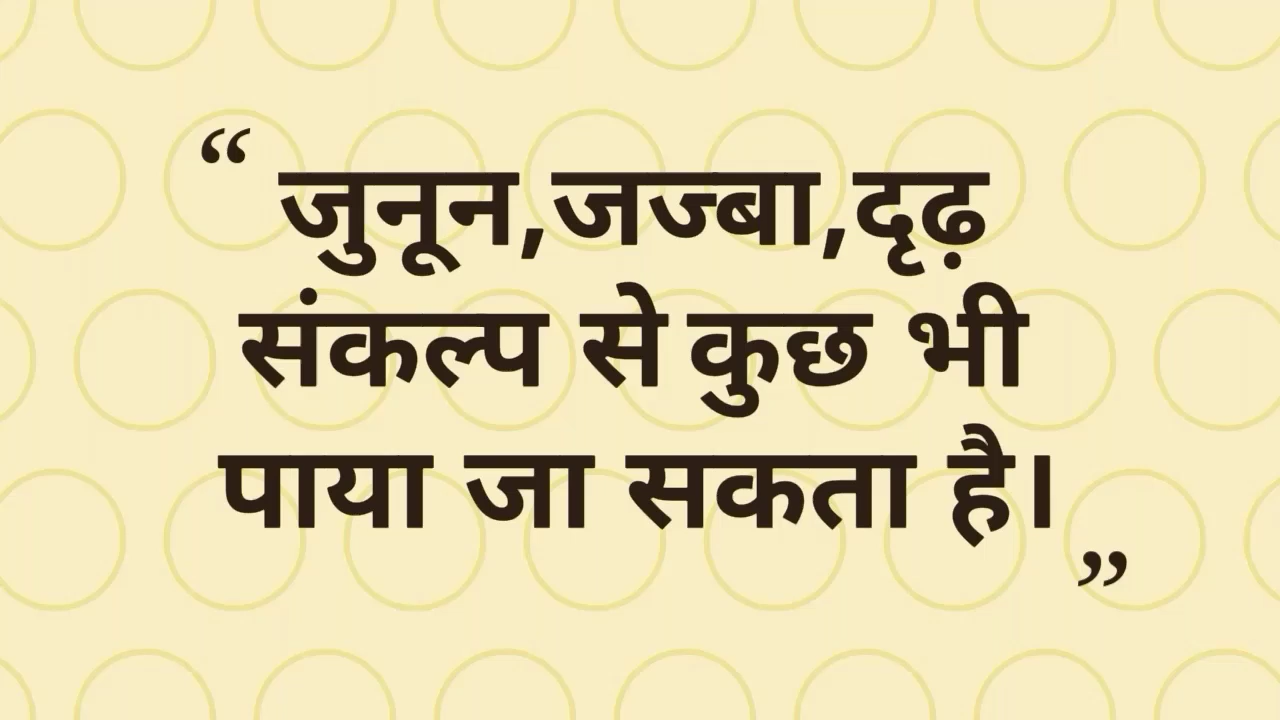 “ जुनून,जज्बा,दृढ़
संकल्प से कुछ भी
पाया जा सकता है। ”